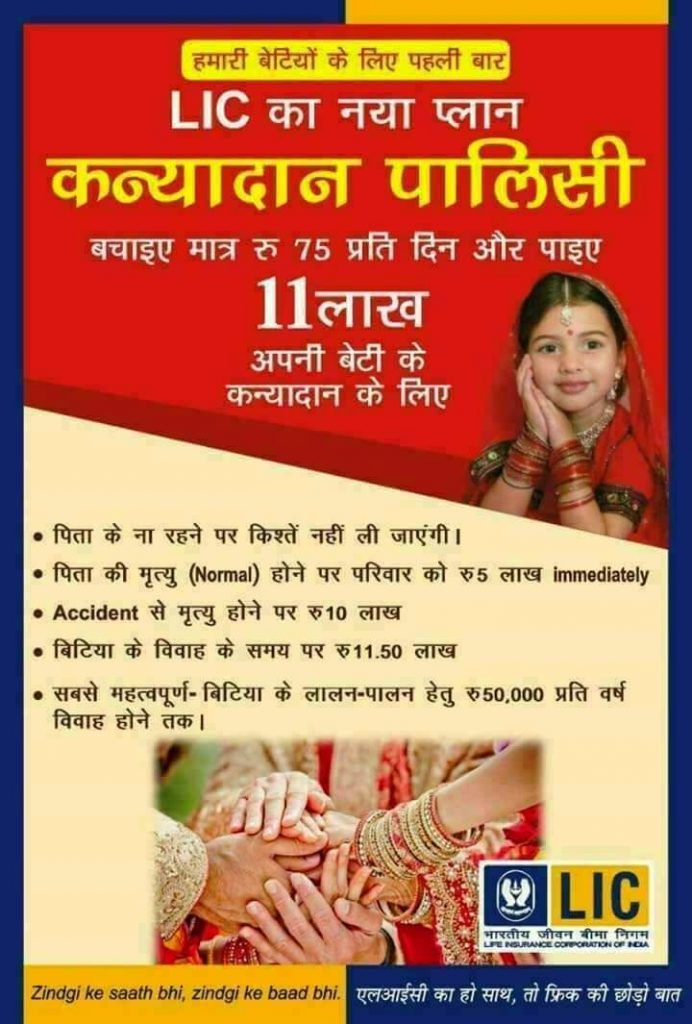 हमारी बेटियों के लिए पहली बार
LIC का नया प्लान
कन्यादान पालिसी
बचाइए मात्र रु 75 प्रति दिन और पाइए
11लाख
अपनी बेटी के
कन्यादान के लिए
• पिता के ना रहने पर किश्तें नहीं ली जाएंगी।
• पिता की मृत्यु (Normal) होने पर परिवार को रु5 लाख immediately
• Accident से मृत्यु होने पर रु10 लाख
• बिटिया के विवाह के समय पर रु11.50 लाख
• सबसे महत्वपूर्ण- बिटिया के लालन-पालन हेतु रु50,000 प्रति वर्ष
विवाह होने तक।
LIC
भारतीय जीवन बीमा निगम
LIFE INSURANCE CORPORATION OF INDIA
Zindgi ke saath bhi, zindgi ke baad bhi.
एलआईसी का हो साथ, तो फ्रिक की छोड़ो बात